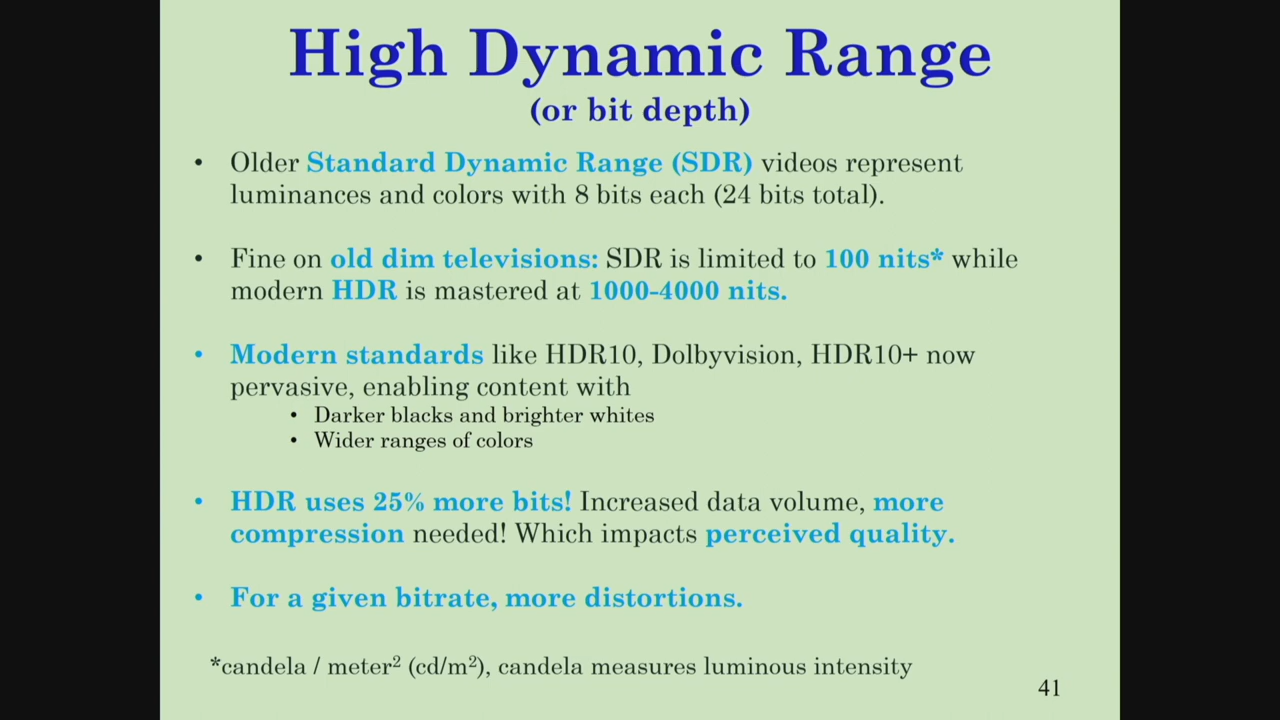 High Dynamic Range
(or bit depth)
• Older Standard Dynamic Range (SDR) videos represent
luminances and colors with 8 bits each (24 bits total).
• Fine on old dim televisions: SDR is limited to 100 nits* while
modern HDR is mastered at 1000-4000 nits.
• Modern standards like HDR10, Dolbyvision, HDR10+ now
pervasive, enabling content with
• Darker blacks and brighter whites
• Wider ranges of colors
• HDR uses 25% more bits! Increased data volume, more
compression needed! Which impacts perceived quality.
• For a given bitrate, more distortions.
*candela / meter² (cd/m²), candela measures luminous intensity
41